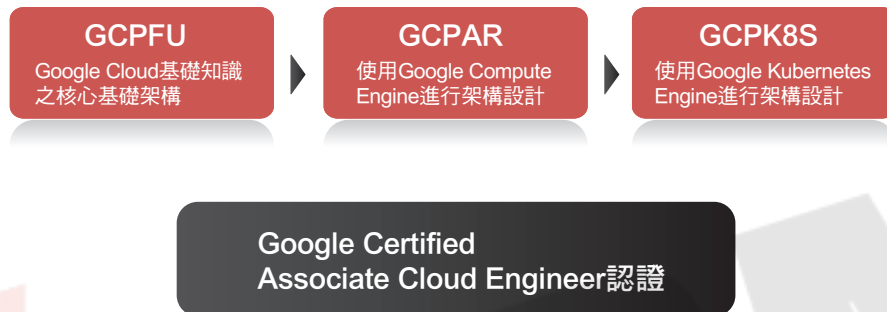 GCPFU
Google Cloud基礎知識
之核心基礎架構
GCPAR
使用Google Compute
Engine進行架構設計
GCPK8S
使用Google Kubernetes
Engine進行架構設計
Google Certified
Associate Cloud Engineer認證